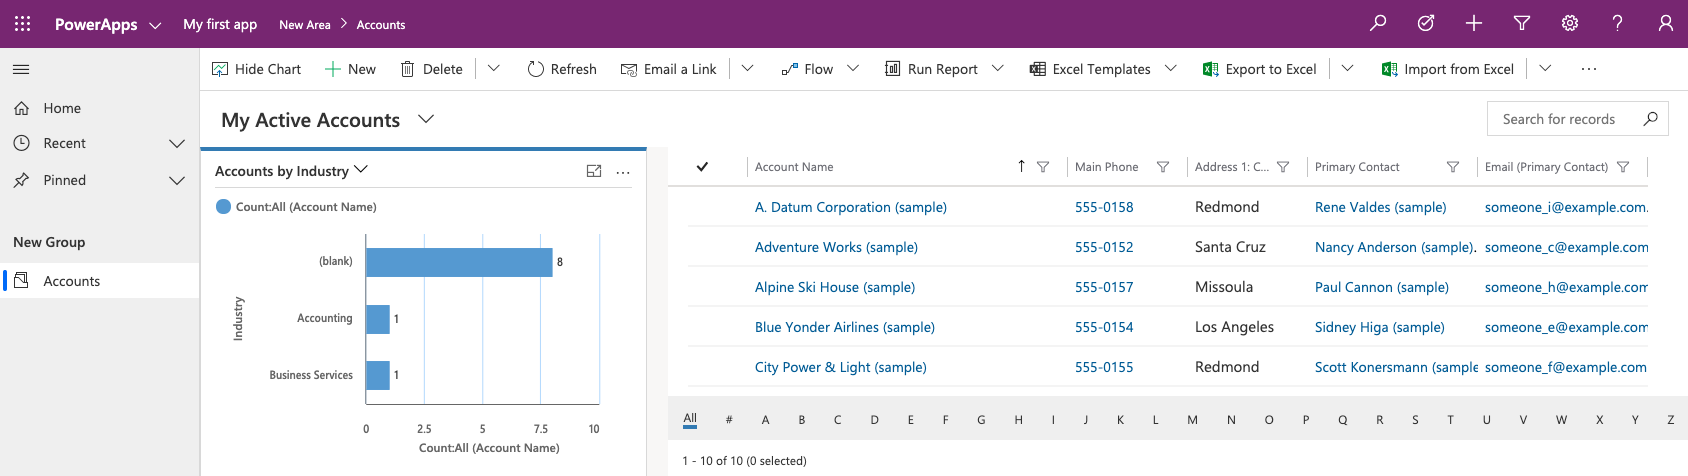 PowerApps My first app New Area Accounts
Hide Chart New Delete Refresh Email a Link Flow Run Report Excel Templates Export to Excel Import from Excel
Home
Recent
Pinned
New Group
Accounts
My Active Accounts
Search for records
Accounts by Industry
Count:All (Account Name)
Industry
(blank) 8
Accounting 1
Business Services 1
0 2.5 5 7.5 10
Count:All (Account Name)
Account Name Main Phone Address 1: C... Primary Contact Email (Primary Contact)
A. Datum Corporation (sample) 555-0158 Redmond Rene Valdes (sample) someone_i@example.com.
Adventure Works (sample) 555-0152 Santa Cruz Nancy Anderson (sample). someone_c@example.com
Alpine Ski House (sample) 555-0157 Missoula Paul Cannon (sample) someone_h@example.com
Blue Yonder Airlines (sample) 555-0154 Los Angeles Sidney Higa (sample) someone_e@example.com
City Power & Light (sample) 555-0155 Redmond Scott Konersmann (sample someone_f@example.com
All # A B C D E F G H I J K L M N O P Q R S T U V W X Y Z
1 - 10 of 10 (0 selected)